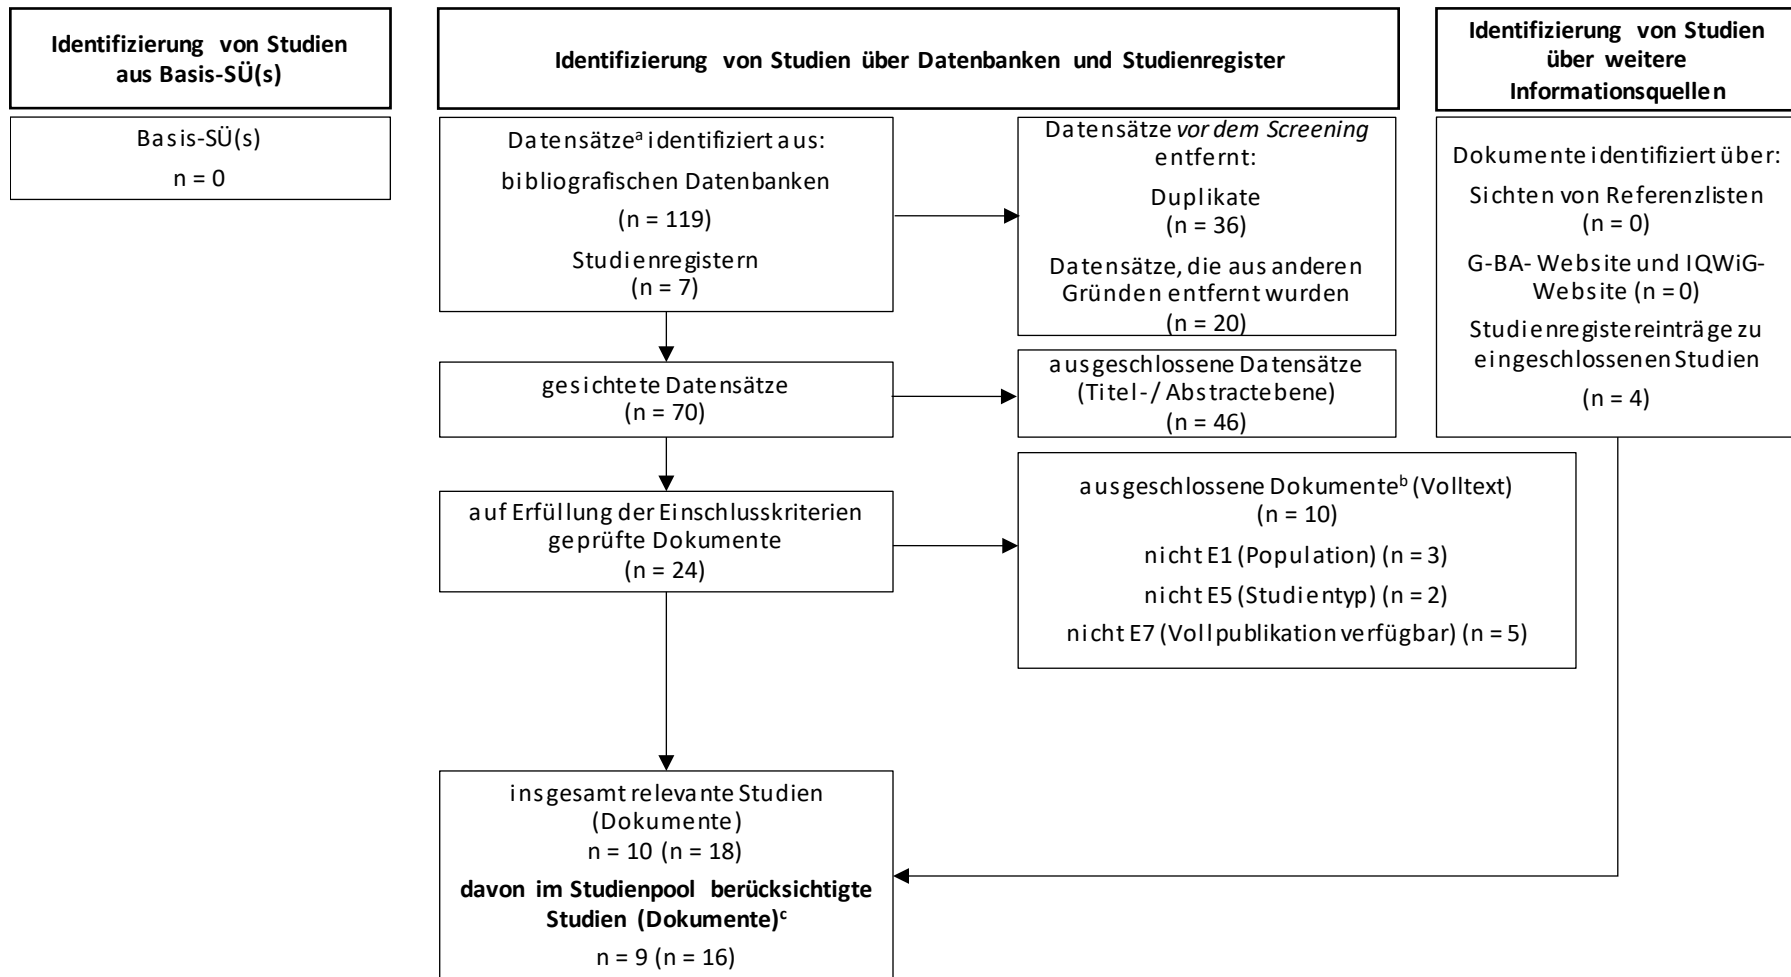 Identifizierung von Studien
aus Basis-SÜ(s)
Basis-SÜ(s)
n = 0
Identifizierung von Studien über Datenbanken und Studienregister
Datensätzeᵃ identifiziert aus:
bibliografischen Datenbanken
(n = 119)
Studienregistern
(n = 7)
Datensätze vor dem Screening
entfernt:
Duplikate
(n = 36)
Datensätze, die aus anderen
Gründen entfernt wurden
(n = 20)
gesichtete Datensätze
(n = 70)
ausgeschlossene Datensätze
(Titel-/ Abstractebene)
(n = 46)
auf Erfüllung der Einschlusskriterien
geprüfte Dokumente
(n = 24)
ausgeschlossene Dokumenteᵇ (Volltext)
(n = 10)
nicht E1 (Population) (n = 3)
nicht E5 (Studientyp) (n = 2)
nicht E7 (Vollpublikation verfügbar) (n = 5)
Identifizierung von Studien
über weitere
Informationsquellen
Dokumente identifiziert über:
Sichten von Referenzlisten
(n = 0)
G-BA- Website und IQWiG-
Website (n = 0)
Studienregistereinträge zu
eingeschlossenen Studien
(n = 4)
insgesamt relevante Studien
(Dokumente)
n = 10 (n = 18)
davon im Studienpool berücksichtigte
Studien (Dokumente)ᶜ
n = 9 (n = 16)